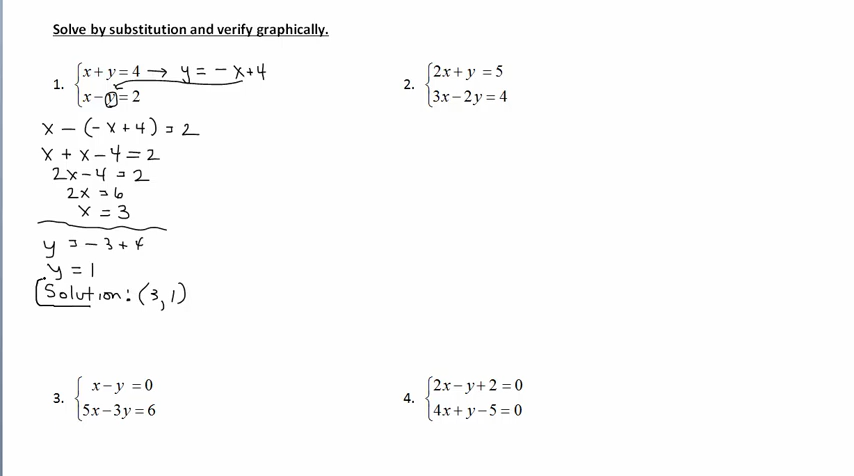 Solve by substitution and verify graphically.
1. { x + y = 4 → y = -x+4
x - y = 2
x - (-x+4) = 2
x + x - 4 = 2
2x - 4 = 2
2x = 6
x = 3
y = -3+4
y = 1
Solution: (3,1)
2. { 2x + y = 5
3x - 2y = 4
3. { x - y = 0
5x - 3y = 6
4. { 2x - y + 2 = 0
4x + y - 5 = 0